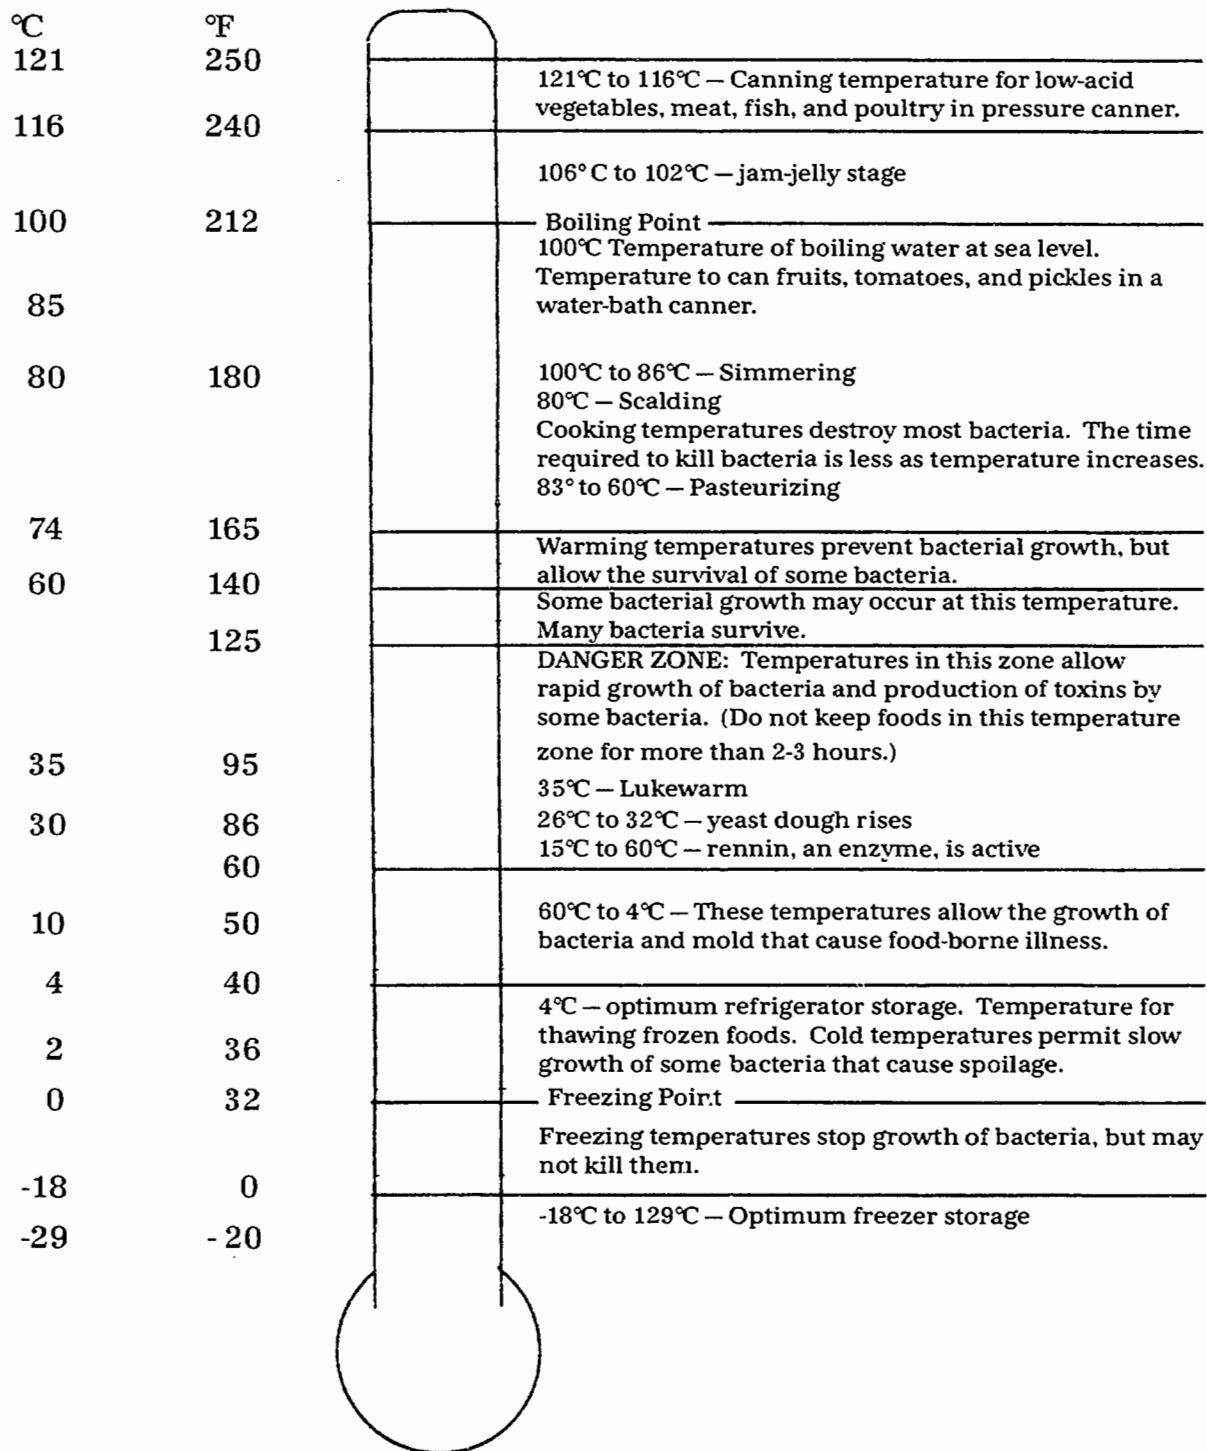 °C °F
121 250
121°C to 116°C – Canning temperature for low-acid
vegetables, meat, fish, and poultry in pressure canner.
116 240
106° C to 102°C – jam-jelly stage
100 212 Boiling Point
100°C Temperature of boiling water at sea level.
Temperature to can fruits, tomatoes, and pickles in a
85 water-bath canner.
80 180 100°C to 86°C – Simmering
80°C – Scalding
Cooking temperatures destroy most bacteria. The time
required to kill bacteria is less as temperature increases.
83° to 60°C – Pasteurizing
74 165
Warming temperatures prevent bacterial growth, but
60 140 allow the survival of some bacteria.
Some bacterial growth may occur at this temperature.
125 Many bacteria survive.
DANGER ZONE: Temperatures in this zone allow
rapid growth of bacteria and production of toxins by
some bacteria. (Do not keep foods in this temperature
35 95 zone for more than 2-3 hours.)
35°C – Lukewarm
30 86 26°C to 32°C – yeast dough rises
15°C to 60°C – rennin, an enzyme, is active
60
10 50 60°C to 4°C – These temperatures allow the growth of
bacteria and mold that cause food-borne illness.
4 40
4°C – optimum refrigerator storage. Temperature for
2 36 thawing frozen foods. Cold temperatures permit slow
growth of some bacteria that cause spoilage.
0 32 Freezing Point
Freezing temperatures stop growth of bacteria, but may
not kill them.
-18 0
-18°C to 129°C – Optimum freezer storage
-29 - 20